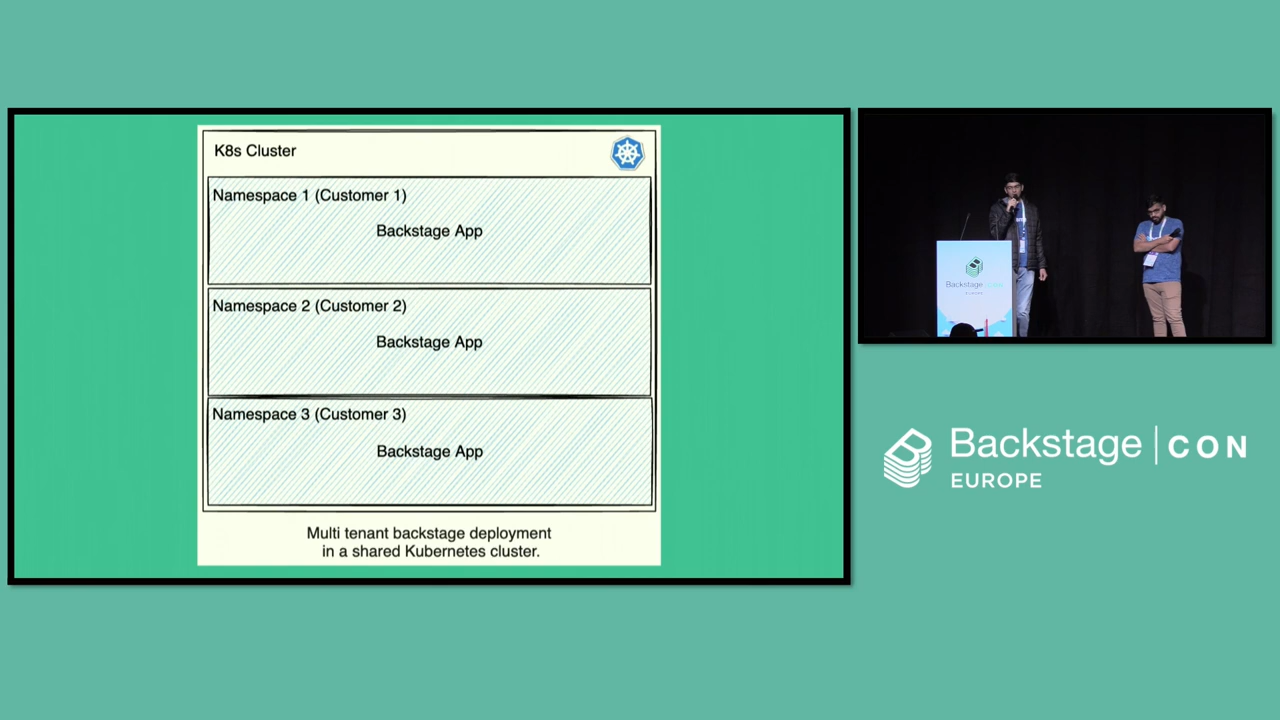 K8s Cluster
Namespace 1 (Customer 1)
Backstage App
Namespace 2 (Customer 2)
Backstage App
Namespace 3 (Customer 3)
Backstage App
Multi tenant backstage deployment
in a shared Kubernetes cluster.
Backstage
Backstage | CON
EUROPE